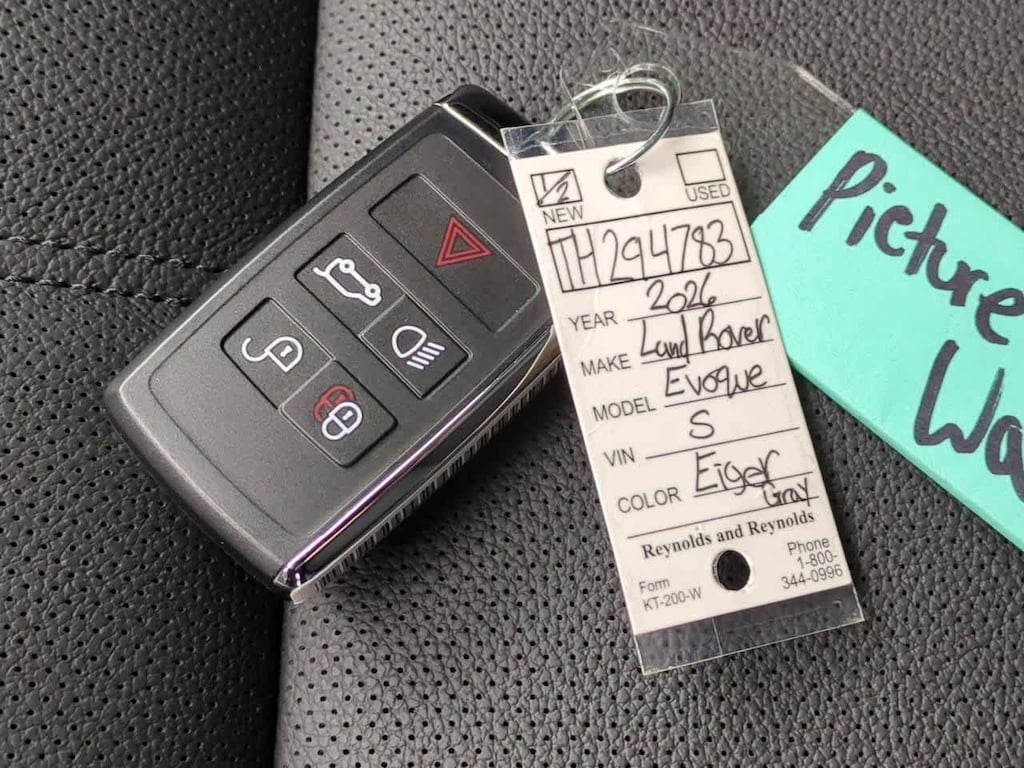 NEW
USED
TH294783
YEAR 2026
MAKE Land Rover
MODEL Evoque
VIN S
COLOR Eiger
Gray
Reynolds and Reynolds
Form
KT-200-W
Phone
1-800-
344-0996
Picture
Wa